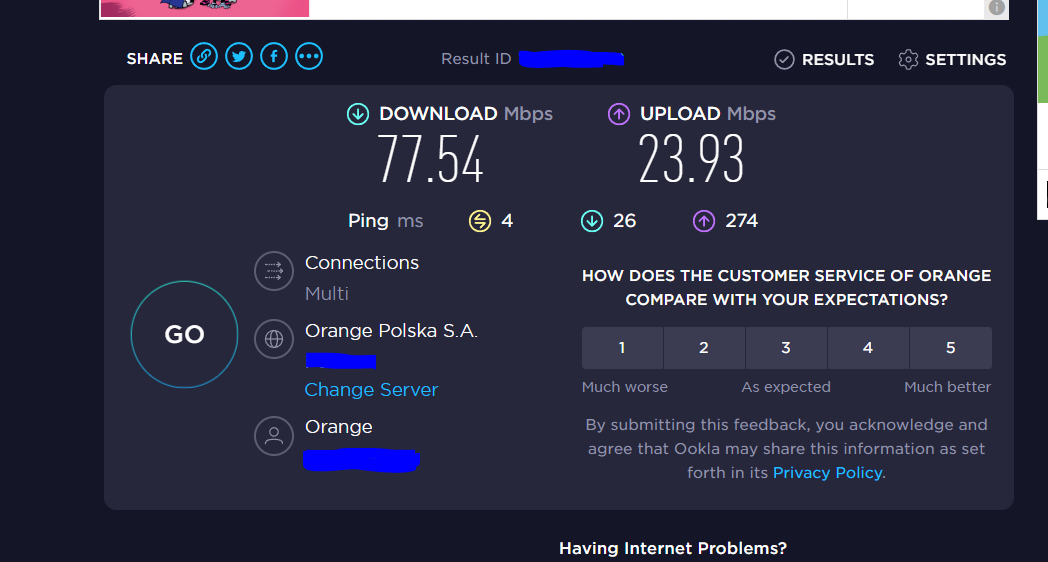 SHARE
Result ID
RESULTS
SETTINGS
DOWNLOAD Mbps
UPLOAD Mbps
77.54
23.93
Ping ms 4 26 274
Connections
Multi
Orange Polska S.A.
Change Server
Orange
GO
HOW DOES THE CUSTOMER SERVICE OF ORANGE
COMPARE WITH YOUR EXPECTATIONS?
1 2 3 4 5
Much worse As expected Much better
By submitting this feedback, you acknowledge and
agree that Ookla may share this information as set
forth in its Privacy Policy.
Having Internet Problems?